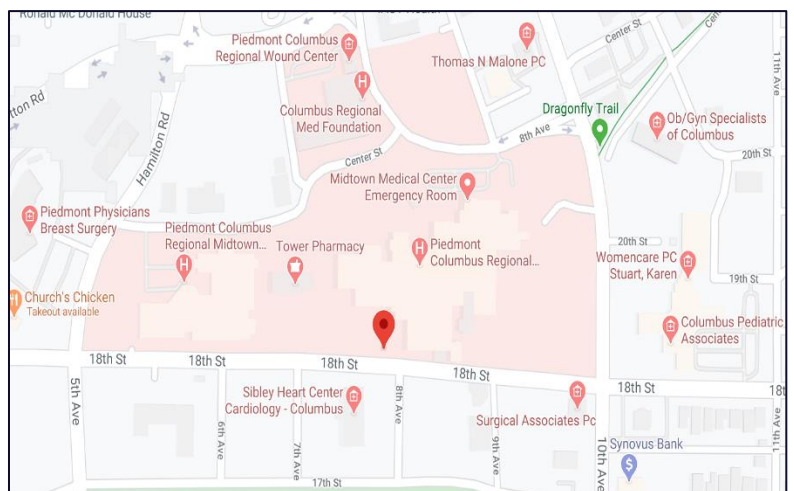 Ronald Mc Donald House
Piedmont Columbus
Regional Wound Center
Thomas N Malone PC
Center St
11th Ave
Hamilton Rd
Columbus Regional
Med Foundation
Dragonfly Trail
Ob/Gyn Specialists
of Columbus
8th Ave
Center St
20th St
Midtown Medical Center
Emergency Room
Piedmont Physicians
Breast Surgery
Piedmont Columbus
Regional Midtown...
Tower Pharmacy
Piedmont
Columbus Regional...
20th St
Womencare PC
Stuart, Karen
19th St
Church's Chicken
Takeout available
Columbus Pediatric
Associates
18th St
18th St
18th St
18th St
18th St
5th Ave
6th Ave
7th Ave
8th Ave
9th Ave
10th Ave
Sibley Heart Center
Cardiology - Columbus
Surgical Associates Pc
Synovus Bank
17th St